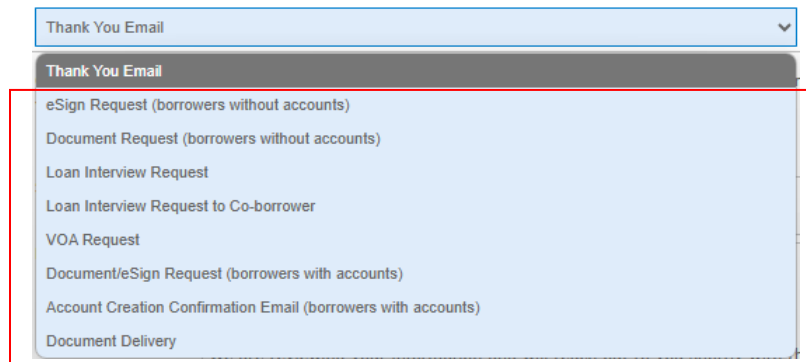 Thank You Email
Thank You Email
eSign Request (borrowers without accounts)
Document Request (borrowers without accounts)
Loan Interview Request
Loan Interview Request to Co-borrower
VOA Request
Document/eSign Request (borrowers with accounts)
Account Creation Confirmation Email (borrowers with accounts)
Document Delivery